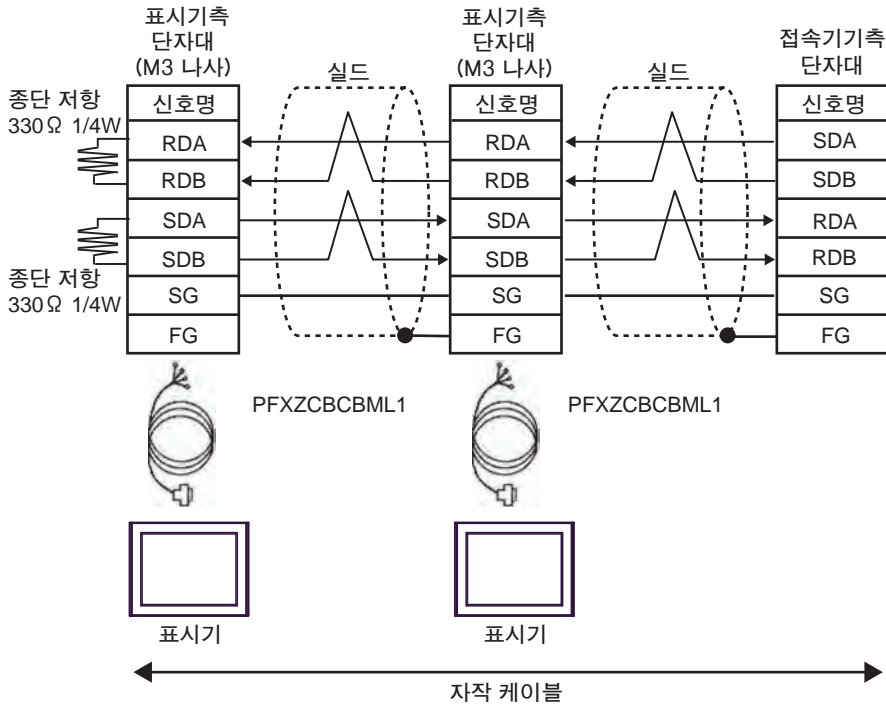 표시기측
단자대
(M3 나사)
표시기측
단자대
(M3 나사)
접속기기측
단자대
실드
실드
종단 저항
330Ω 1/4W
종단 저항
330Ω 1/4W
신호명
RDA
RDB
SDA
SDB
SG
FG
신호명
RDA
RDB
SDA
SDB
SG
FG
신호명
SDA
SDB
RDA
RDB
SG
FG
PFXZCBCBML1
PFXZCBCBML1
표시기
표시기
자작 케이블